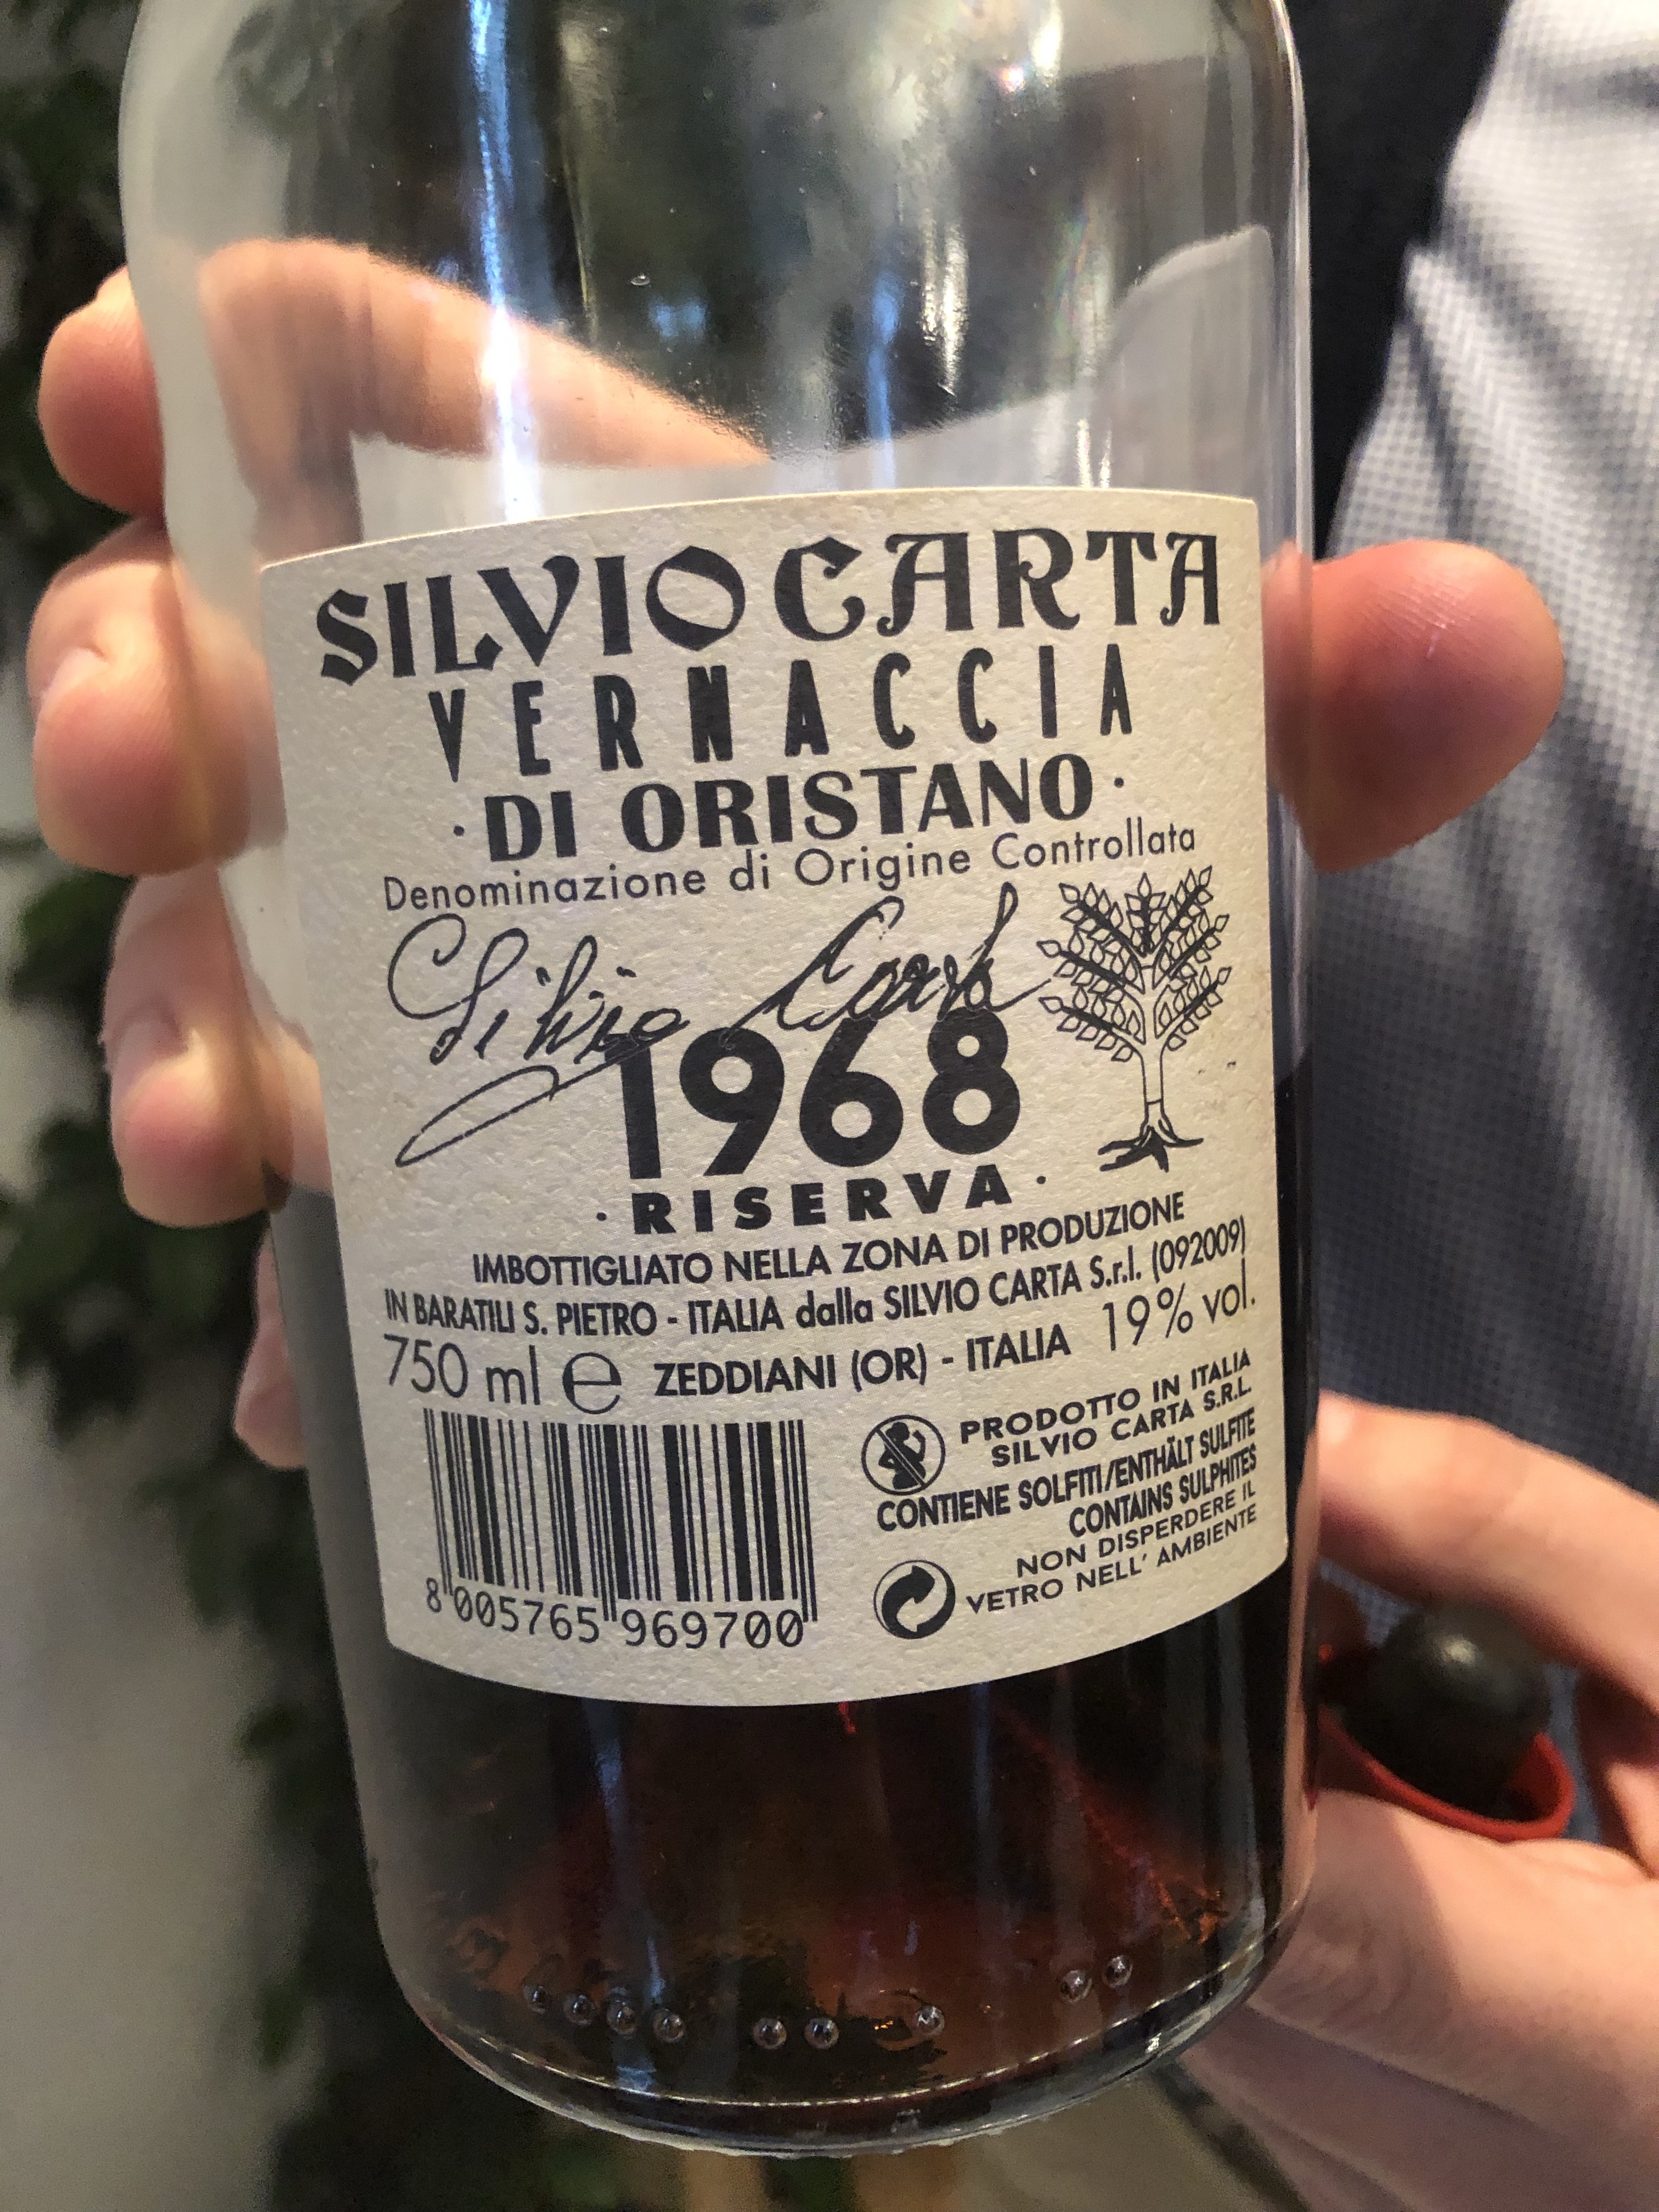 SILVIO CARTA
VERNACCIA
· DI ORISTANO ·
Denominazione di Origine Controllata
Silvio Carta
1968
· RISERVA ·
IMBOTTIGLIATO NELLA ZONA DI PRODUZIONE
IN BARATILI S. PIETRO - ITALIA dalla SILVIO CARTA S.r.l. (092009)
750 ml ℮ ZEDDIANI (OR) - ITALIA 19% vol.
PRODOTTO IN ITALIA
SILVIO CARTA S.R.L.
CONTIENE SOLFITI/ENTHÄLT SULFITE
CONTAINS SULPHITES
NON DISPERDERE IL
VETRO NELL' AMBIENTE
8 005765 969700